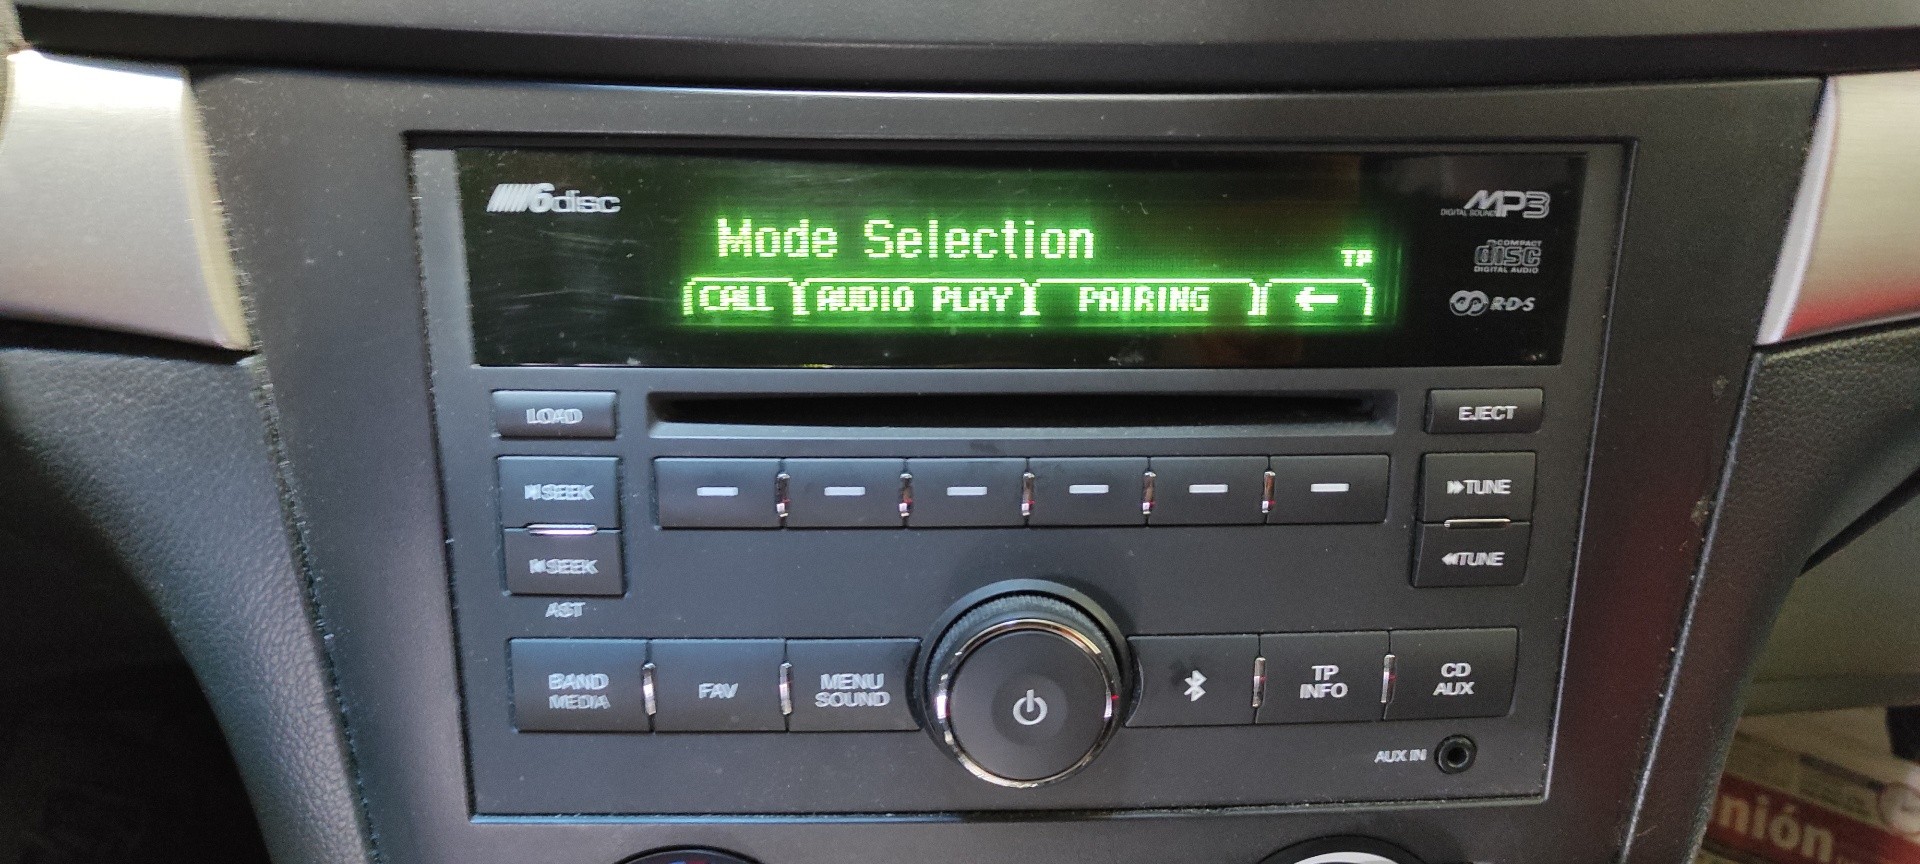 6disc
MP3
DIGITAL SOUND
Mode Selection
TP
COMPACT
disc
DIGITAL AUDIO
CALL AUDIO PLAY PAIRING ←
R·D·S
LOAD
EJECT
SEEK
TUNE
SEEK
TUNE
AST
BAND
MEDIA
FAV
MENU
SOUND
TP
INFO
CD
AUX
AUX IN
nión